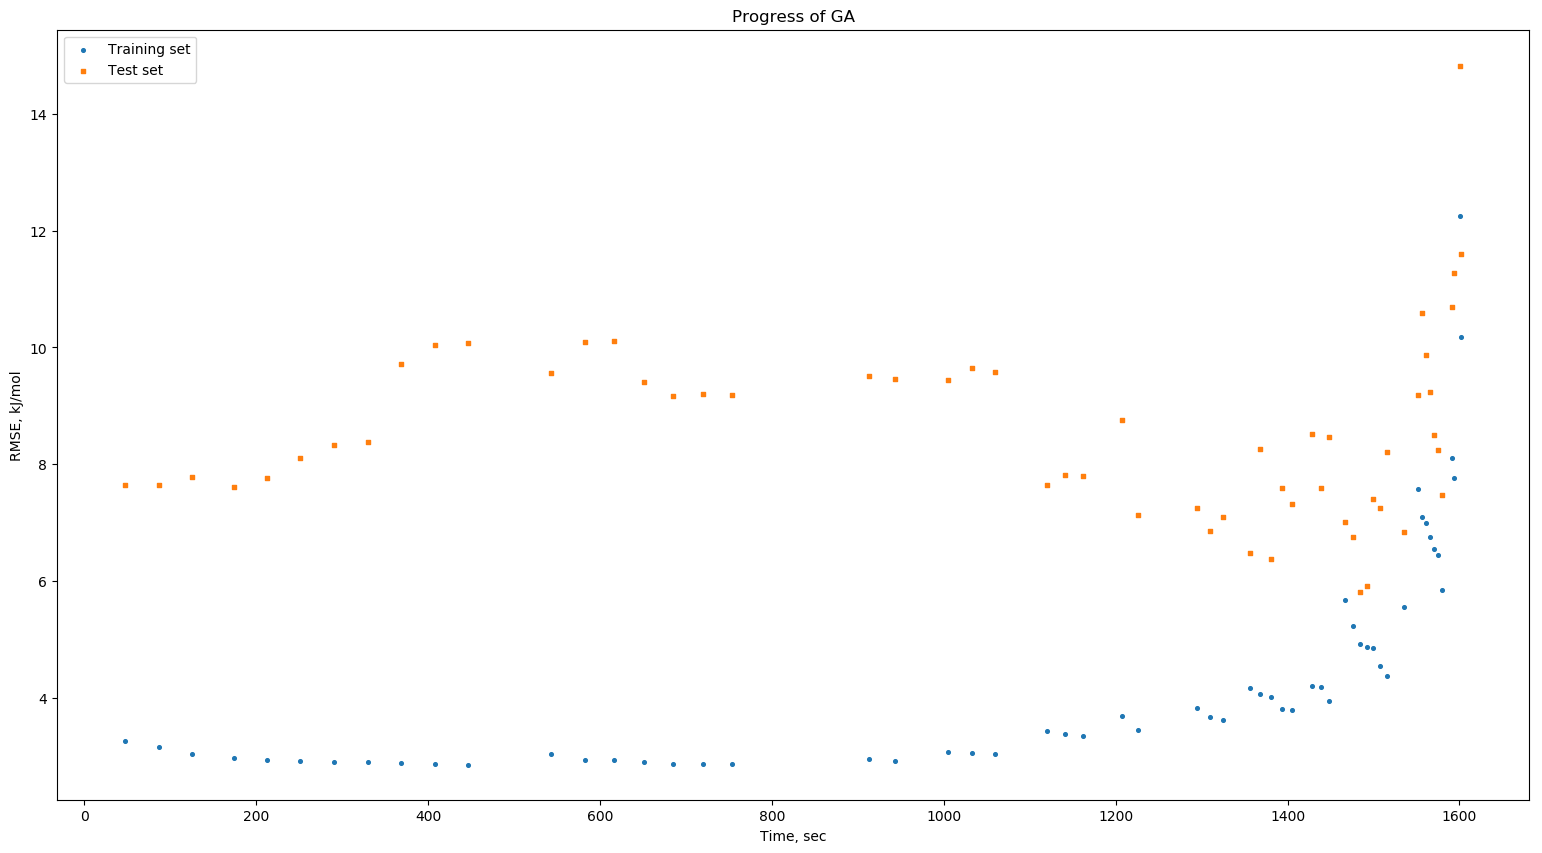 Progress of GA
Training set
Test set
14
12
10
8
6
4
RMSE, kJ/mol
0 200 400 600 800 1000 1200 1400 1600
Time, sec